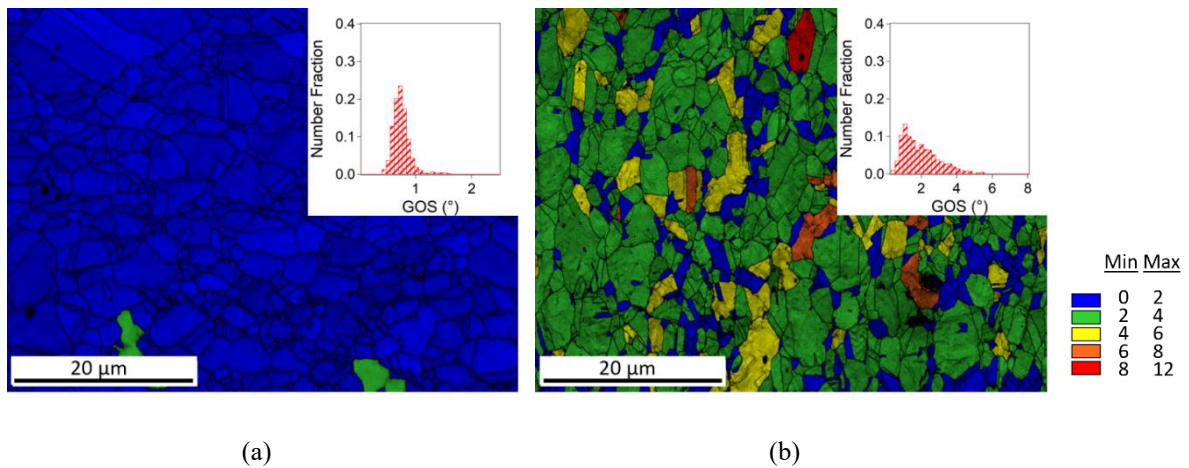 0.4
0.3
0.2
0.1
0.0
Number Fraction
1 2
GOS (°)
20 µm
(a)
0.4
0.3
0.2
0.1
0.0
Number Fraction
2 4 6 8
GOS (°)
20 µm
(b)
Min Max
0 2
2 4
4 6
6 8
8 12